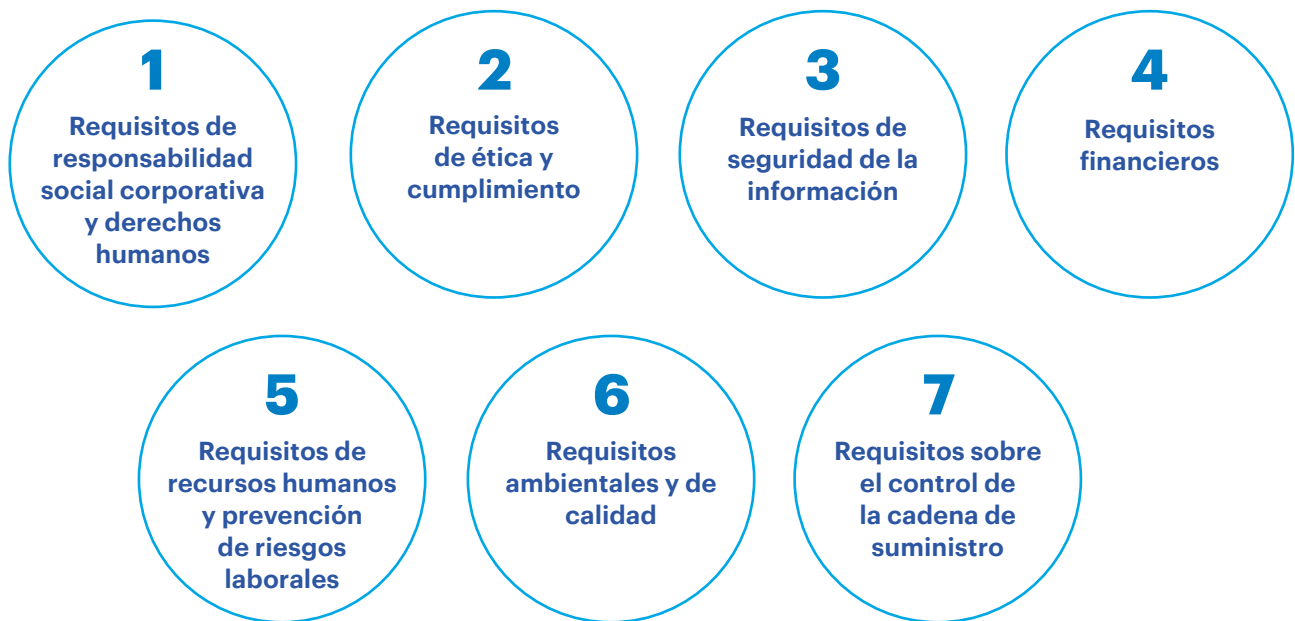 1
Requisitos de
responsabilidad
social corporativa
y derechos
humanos
2
Requisitos
de ética y
cumplimiento
3
Requisitos de
seguridad de la
información
4
Requisitos
financieros
5
Requisitos de
recursos humanos
y prevención
de riesgos
laborales
6
Requisitos
ambientales y de
calidad
7
Requisitos sobre
el control de
la cadena de
suministro